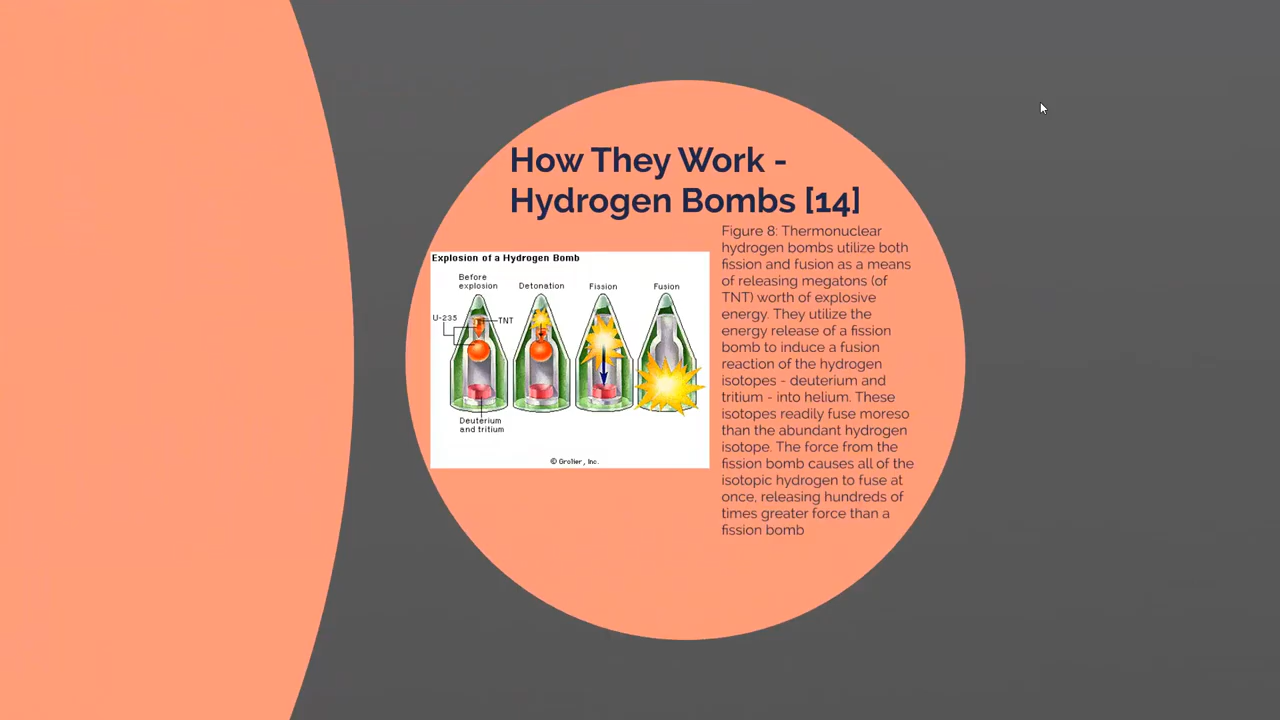 How They Work -
Hydrogen Bombs [14]
Explosion of a Hydrogen Bomb
Before
explosion
Detonation
Fission
Fusion
U-235
TNT
Deuterium
and tritium
© Grolier, Inc.
Figure 8: Thermonuclear
hydrogen bombs utilize both
fission and fusion as a means
of releasing megatons (of
TNT) worth of explosive
energy. They utilize the
energy release of a fission
bomb to induce a fusion
reaction of the hydrogen
isotopes - deuterium and
tritium - into helium. These
isotopes readily fuse moreso
than the abundant hydrogen
isotope. The force from the
fission bomb causes all of the
isotopic hydrogen to fuse at
once, releasing hundreds of
times greater force than a
fission bomb